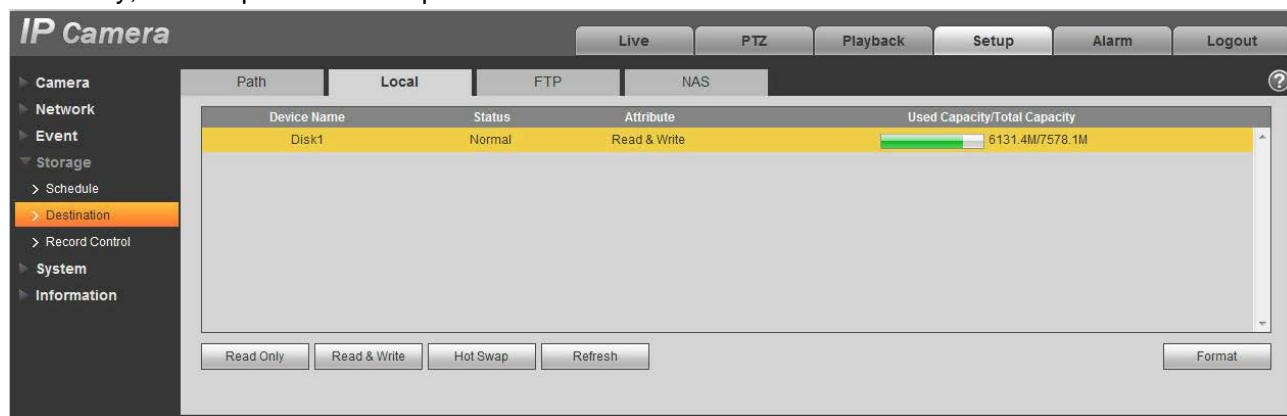 IP Camera
Live PTZ Playback Setup Alarm Logout
Camera
Network
Event
Storage
Schedule
Destination
Record Control
System
Information
Path Local FTP NAS
?
Device Name Status Attribute Used Capacity/Total Capacity
Disk1 Normal Read & Write 6131.4M/7578.1M
Read Only Read & Write Hot Swap Refresh Format